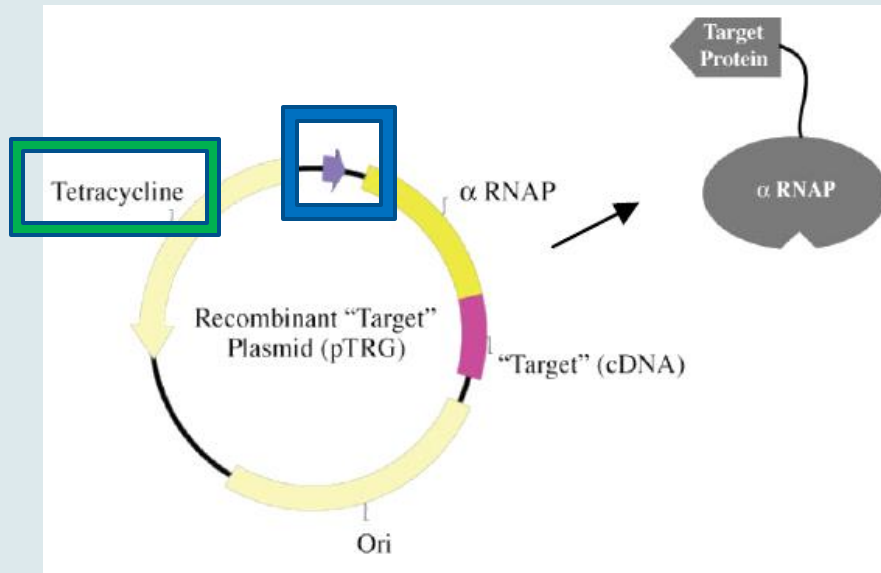 Target
Protein
α RNAP
Tetracycline
α RNAP
Recombinant “Target”
Plasmid (pTRG)
“Target” (cDNA)
Ori